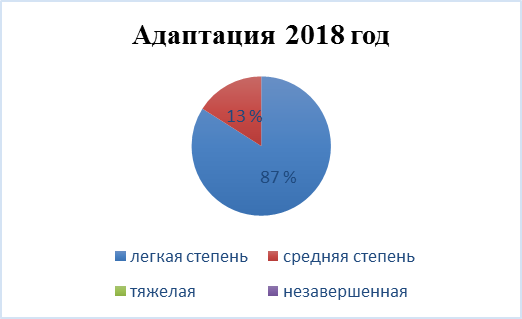 Адаптация 2018 год
13 %
87 %
легкая степень
средняя степень
тяжелая
незавершенная